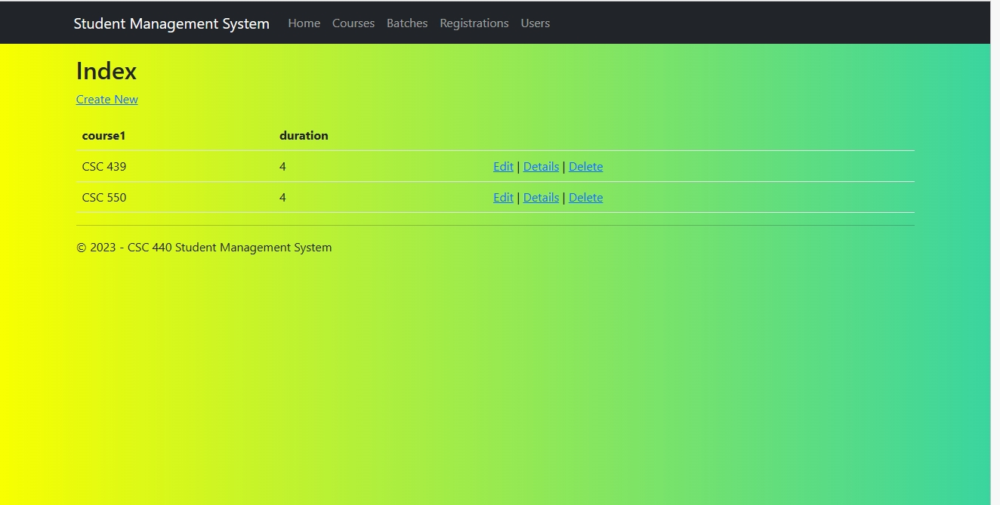 Student Management System Home Courses Batches Registrations Users
Index
Create New
course1 duration
CSC 439 4 Edit | Details | Delete
CSC 550 4 Edit | Details | Delete
© 2023 - CSC 440 Student Management System